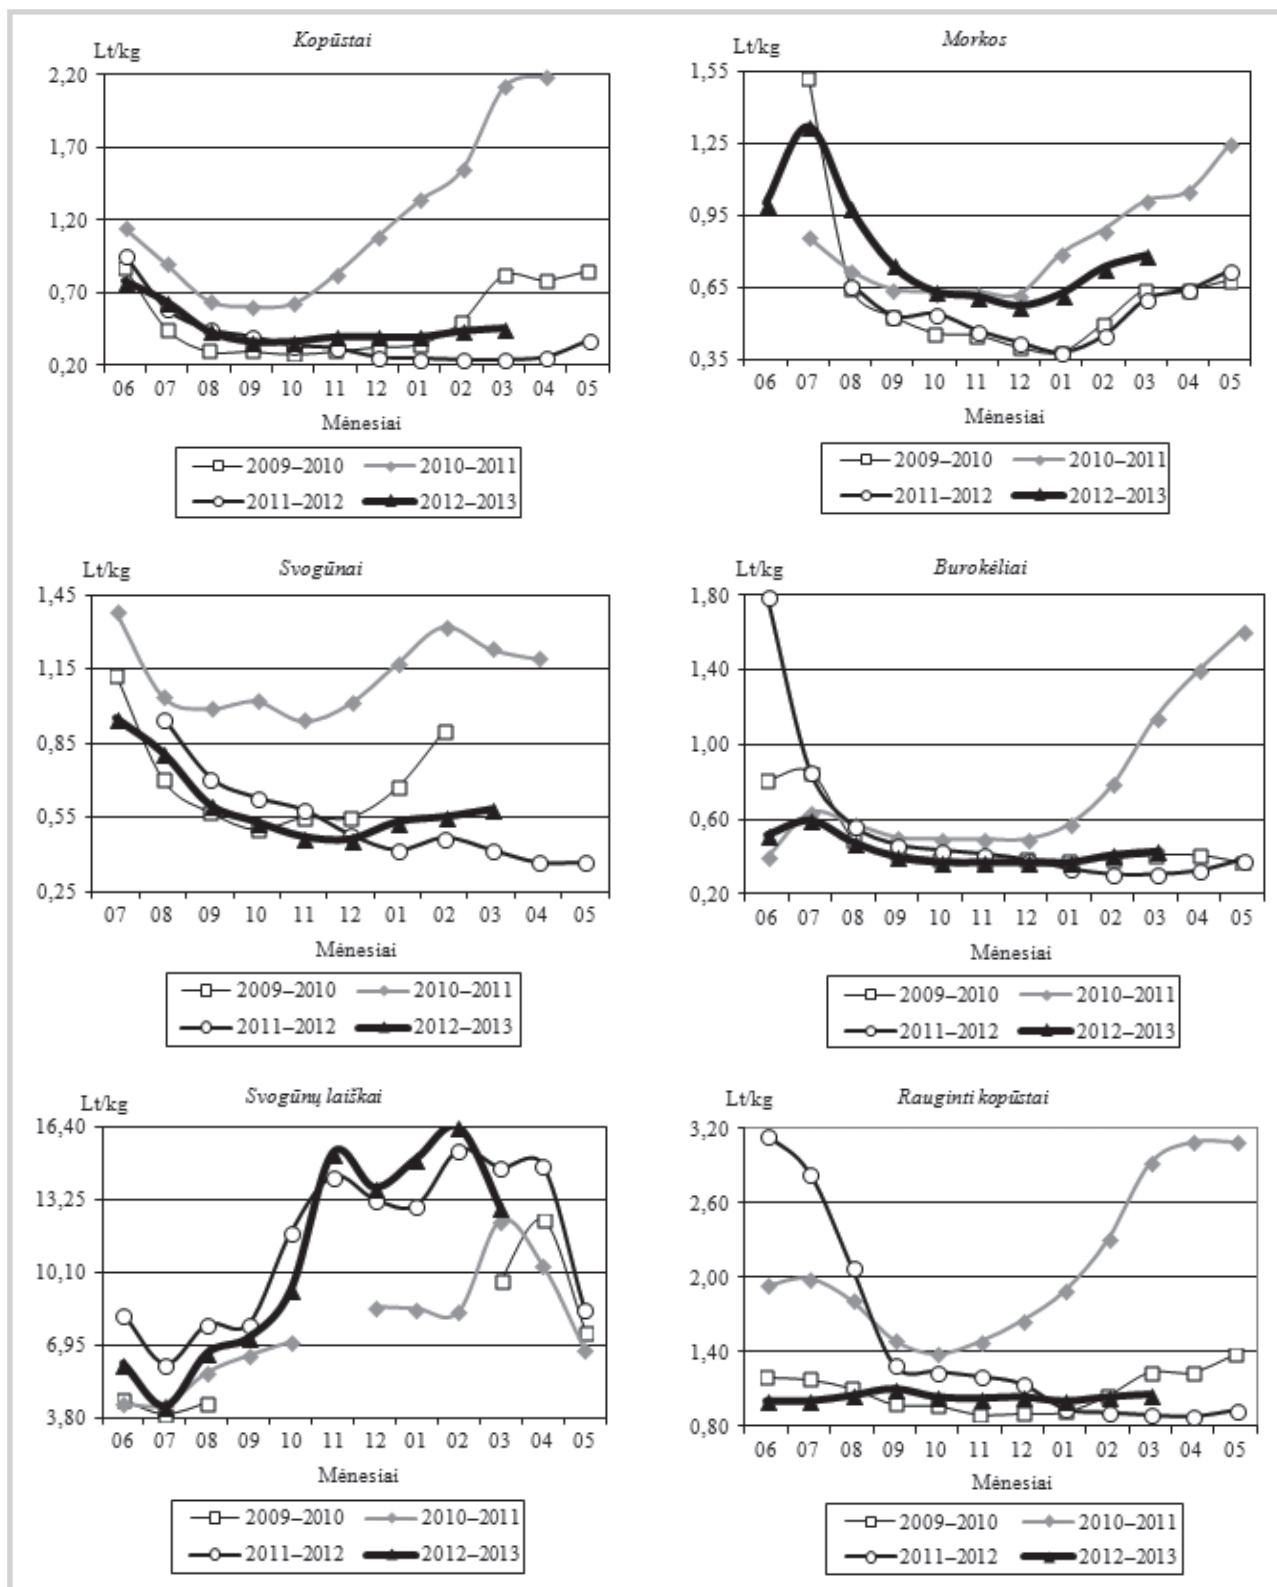 Kopūstai
Lt/kg
2,20
1,70
1,20
0,70
0,20
06 07 08 09 10 11 12 01 02 03 04 05
Mėnesiai
2009–2010 2010–2011
2011–2012 2012–2013
Morkos
Lt/kg
1,55
1,25
0,95
0,65
0,35
06 07 08 09 10 11 12 01 02 03 04 05
Mėnesiai
2009–2010 2010–2011
2011–2012 2012–2013
Svogūnai
Lt/kg
1,45
1,15
0,85
0,55
0,25
07 08 09 10 11 12 01 02 03 04 05
Mėnesiai
2009–2010 2010–2011
2011–2012 2012–2013
Burokėliai
Lt/kg
1,80
1,40
1,00
0,60
0,20
06 07 08 09 10 11 12 01 02 03 04 05
Mėnesiai
2009–2010 2010–2011
2011–2012 2012–2013
Svogūnų laiškai
Lt/kg
16,40
13,25
10,10
6,95
3,80
06 07 08 09 10 11 12 01 02 03 04 05
Mėnesiai
2009–2010 2010–2011
2011–2012 2012–2013
Rauginti kopūstai
Lt/kg
3,20
2,60
2,00
1,40
0,80
06 07 08 09 10 11 12 01 02 03 04 05
Mėnesiai
2009–2010 2010–2011
2011–2012 2012–2013